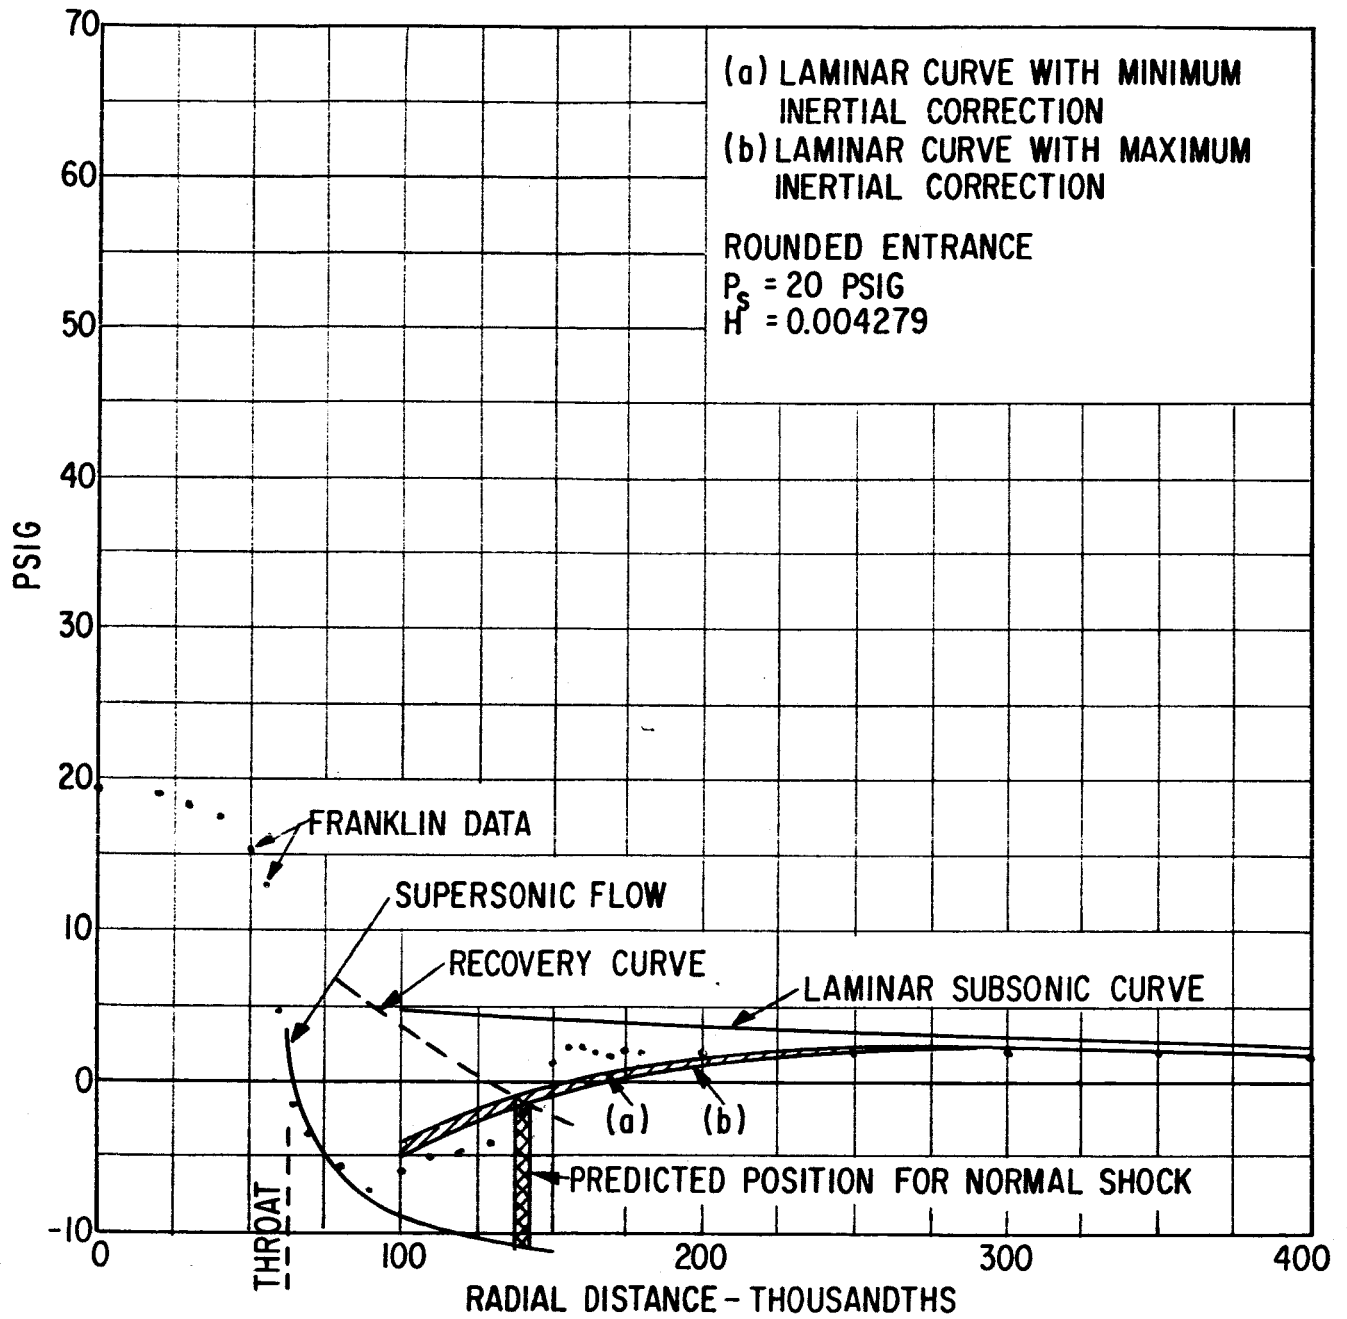 70
(a) LAMINAR CURVE WITH MINIMUM
INERTIAL CORRECTION
(b) LAMINAR CURVE WITH MAXIMUM
INERTIAL CORRECTION
60
ROUNDED ENTRANCE
Ps = 20 PSIG
H = 0.004279
50
40
PSIG
30
20
FRANKLIN DATA
SUPERSONIC FLOW
10
RECOVERY CURVE
LAMINAR SUBSONIC CURVE
0
(a) (b)
PREDICTED POSITION FOR NORMAL SHOCK
THROAT
-10
0 100 200 300 400
RADIAL DISTANCE - THOUSANDTHS